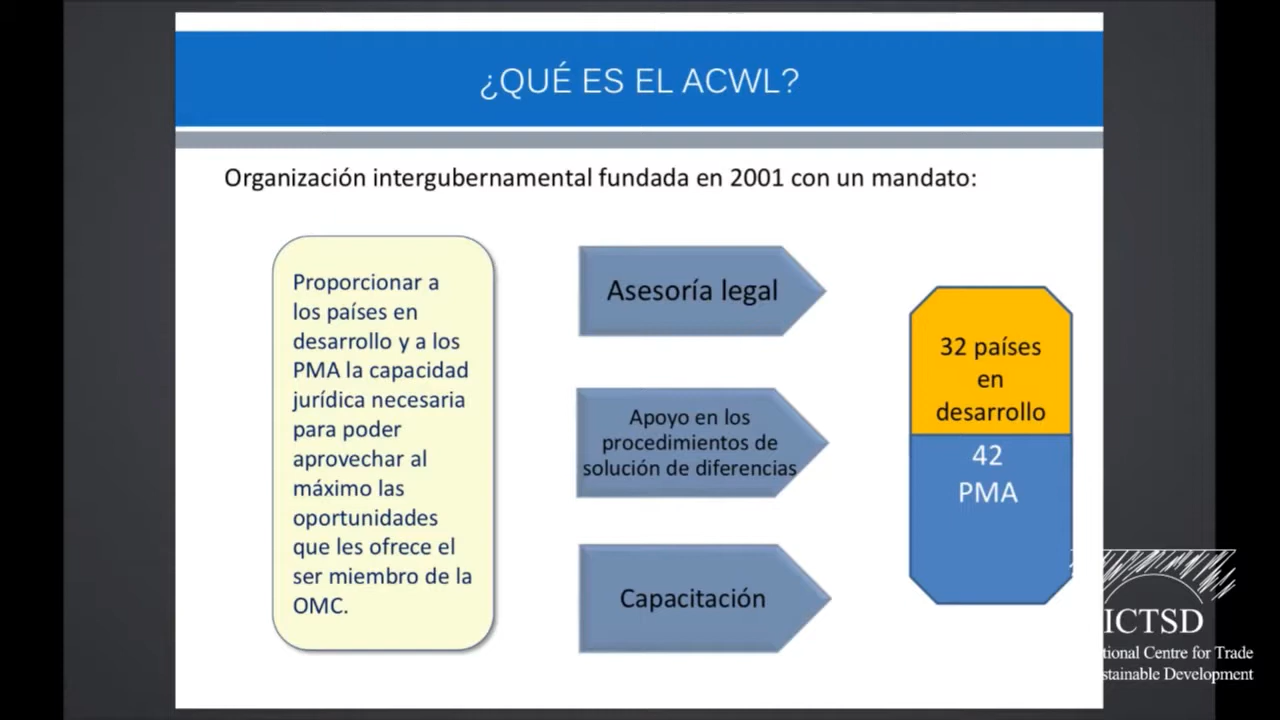 ¿QUÉ ES EL ACWL?
Organización intergubernamental fundada en 2001 con un mandato:
Proporcionar a
los países en
desarrollo y a los
PMA la capacidad
jurídica necesaria
para poder
aprovechar al
máximo las
oportunidades
que les ofrece el
ser miembro de la
OMC.
Asesoría legal
Apoyo en los
procedimientos de
solución de diferencias
Capacitación
32 países
en
desarrollo
42
PMA
ICTSD
Centre for Trade
Development